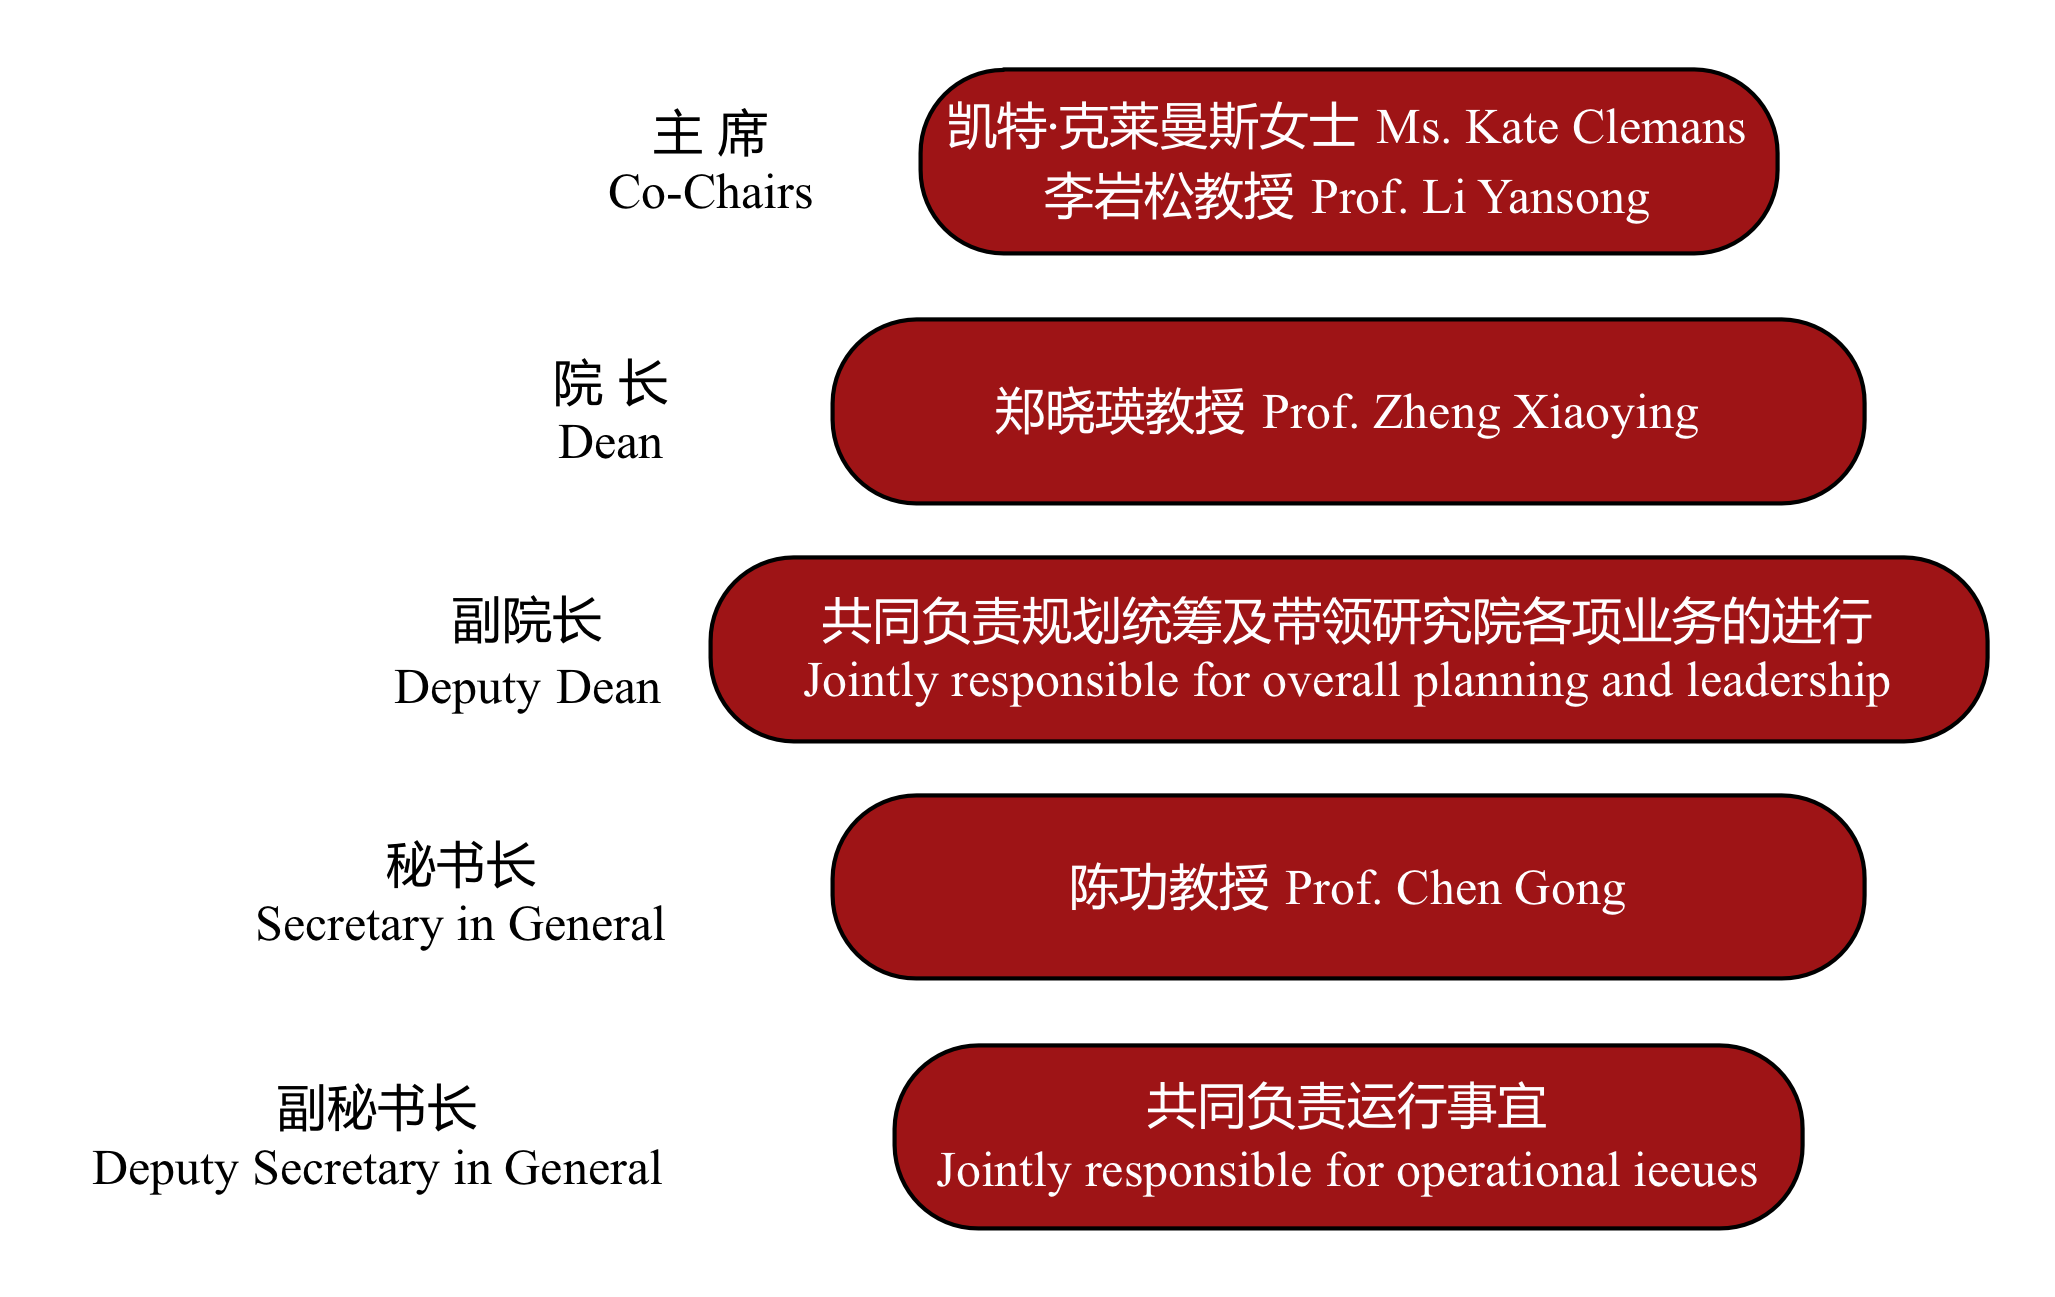 主 席
Co-Chairs
凯特·克莱曼斯女士 Ms. Kate Clemans
李岩松教授 Prof. Li Yansong
院 长
Dean
郑晓瑛教授 Prof. Zheng Xiaoying
副院长
Deputy Dean
共同负责规划统筹及带领研究院各项业务的进行
Jointly responsible for overall planning and leadership
秘书长
Secretary in General
陈功教授 Prof. Chen Gong
副秘书长
Deputy Secretary in General
共同负责运行事宜
Jointly responsible for operational ieeues